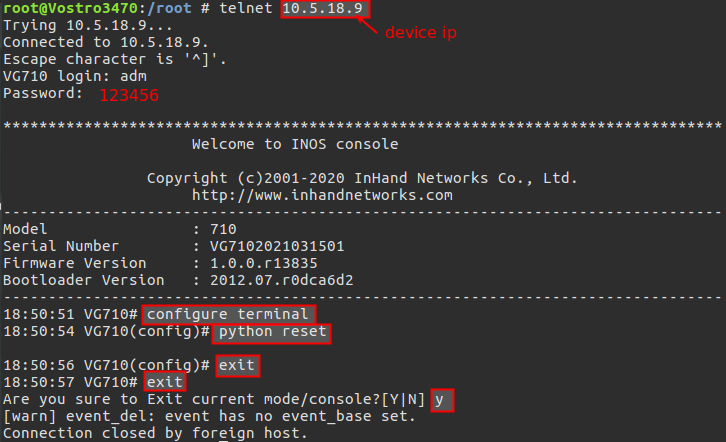 root@Vostro3470:/root # telnet 10.5.18.9
device ip
Trying 10.5.18.9...
Connected to 10.5.18.9.
Escape character is '^]'.
VG710 login: adm
Password: 123456
********************************************************************************
Welcome to INOS console
Copyright (c)2001-2020 InHand Networks Co., Ltd.
http://www.inhandnetworks.com
--------------------------------------------------------------------------------
Model : 710
Serial Number : VG7102021031501
Firmware Version : 1.0.0.r13835
Bootloader Version : 2012.07.r0dca6d2
--------------------------------------------------------------------------------
18:50:51 VG710# configure terminal
18:50:54 VG710(config)# python reset
18:50:56 VG710(config)# exit
18:50:57 VG710# exit
Are you sure to Exit current mode/console?[Y|N] y
[warn] event_del: event has no event_base set.
Connection closed by foreign host.